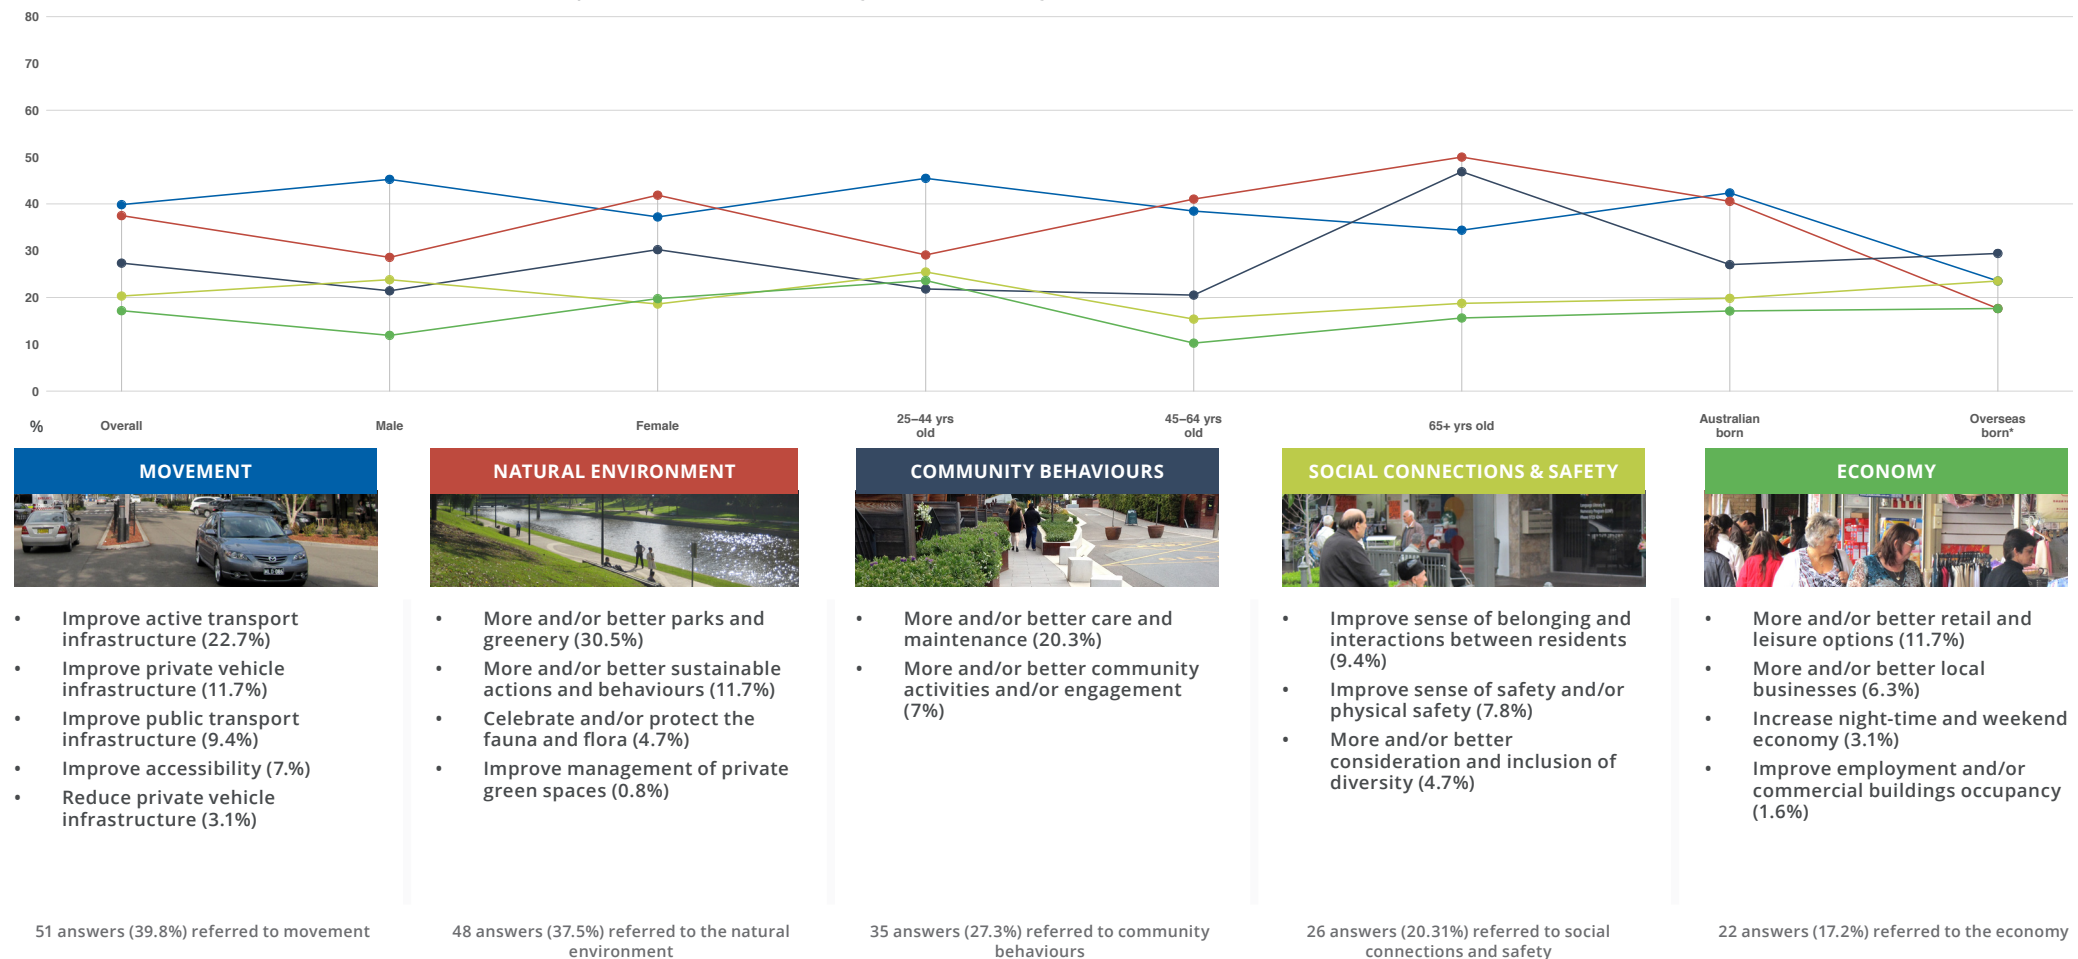 80
70
60
50
40
30
20
10
0
%
Overall
Male
Female
25–44 yrs
old
45–64 yrs
old
65+ yrs old
Australian
born
Overseas
born*
MOVEMENT
NATURAL ENVIRONMENT
COMMUNITY BEHAVIOURS
SOCIAL CONNECTIONS & SAFETY
ECONOMY
• Improve active transport
infrastructure (22.7%)
• Improve private vehicle
infrastructure (11.7%)
• Improve public transport
infrastructure (9.4%)
• Improve accessibility (7.%)
• Reduce private vehicle
infrastructure (3.1%)
51 answers (39.8%) referred to movement
• More and/or better parks and
greenery (30.5%)
• More and/or better sustainable
actions and behaviours (11.7%)
• Celebrate and/or protect the
fauna and flora (4.7%)
• Improve management of private
green spaces (0.8%)
48 answers (37.5%) referred to the natural
environment
• More and/or better care and
maintenance (20.3%)
• More and/or better community
activities and/or engagement
(7%)
35 answers (27.3%) referred to community
behaviours
• Improve sense of belonging and
interactions between residents
(9.4%)
• Improve sense of safety and/or
physical safety (7.8%)
• More and/or better
consideration and inclusion of
diversity (4.7%)
26 answers (20.31%) referred to social
connections and safety
• More and/or better retail and
leisure options (11.7%)
• More and/or better local
businesses (6.3%)
• Increase night-time and weekend
economy (3.1%)
• Improve employment and/or
commercial buildings occupancy
(1.6%)
22 answers (17.2%) referred to the economy